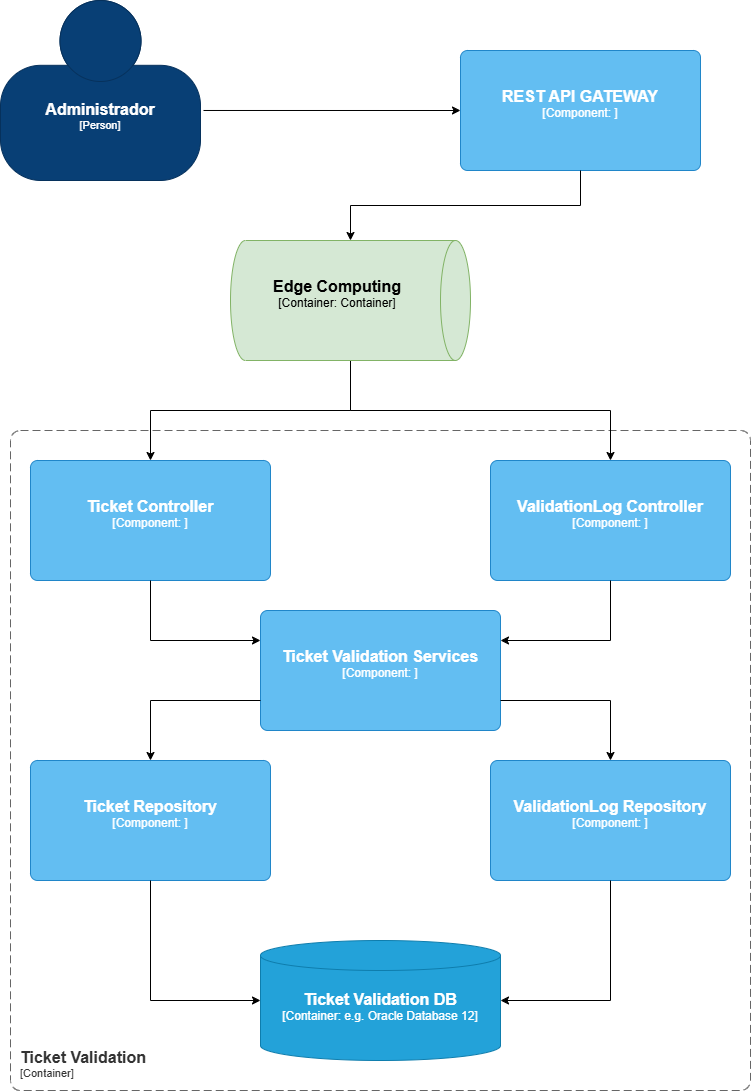 Administrador
[Person]
REST API GATEWAY
[Component: ]
Edge Computing
[Container: Container]
Ticket Controller
[Component: ]
ValidationLog Controller
[Component: ]
Ticket Validation Services
[Component: ]
Ticket Repository
[Component: ]
ValidationLog Repository
[Component: ]
Ticket Validation DB
[Container: e.g. Oracle Database 12]
Ticket Validation
[Container]